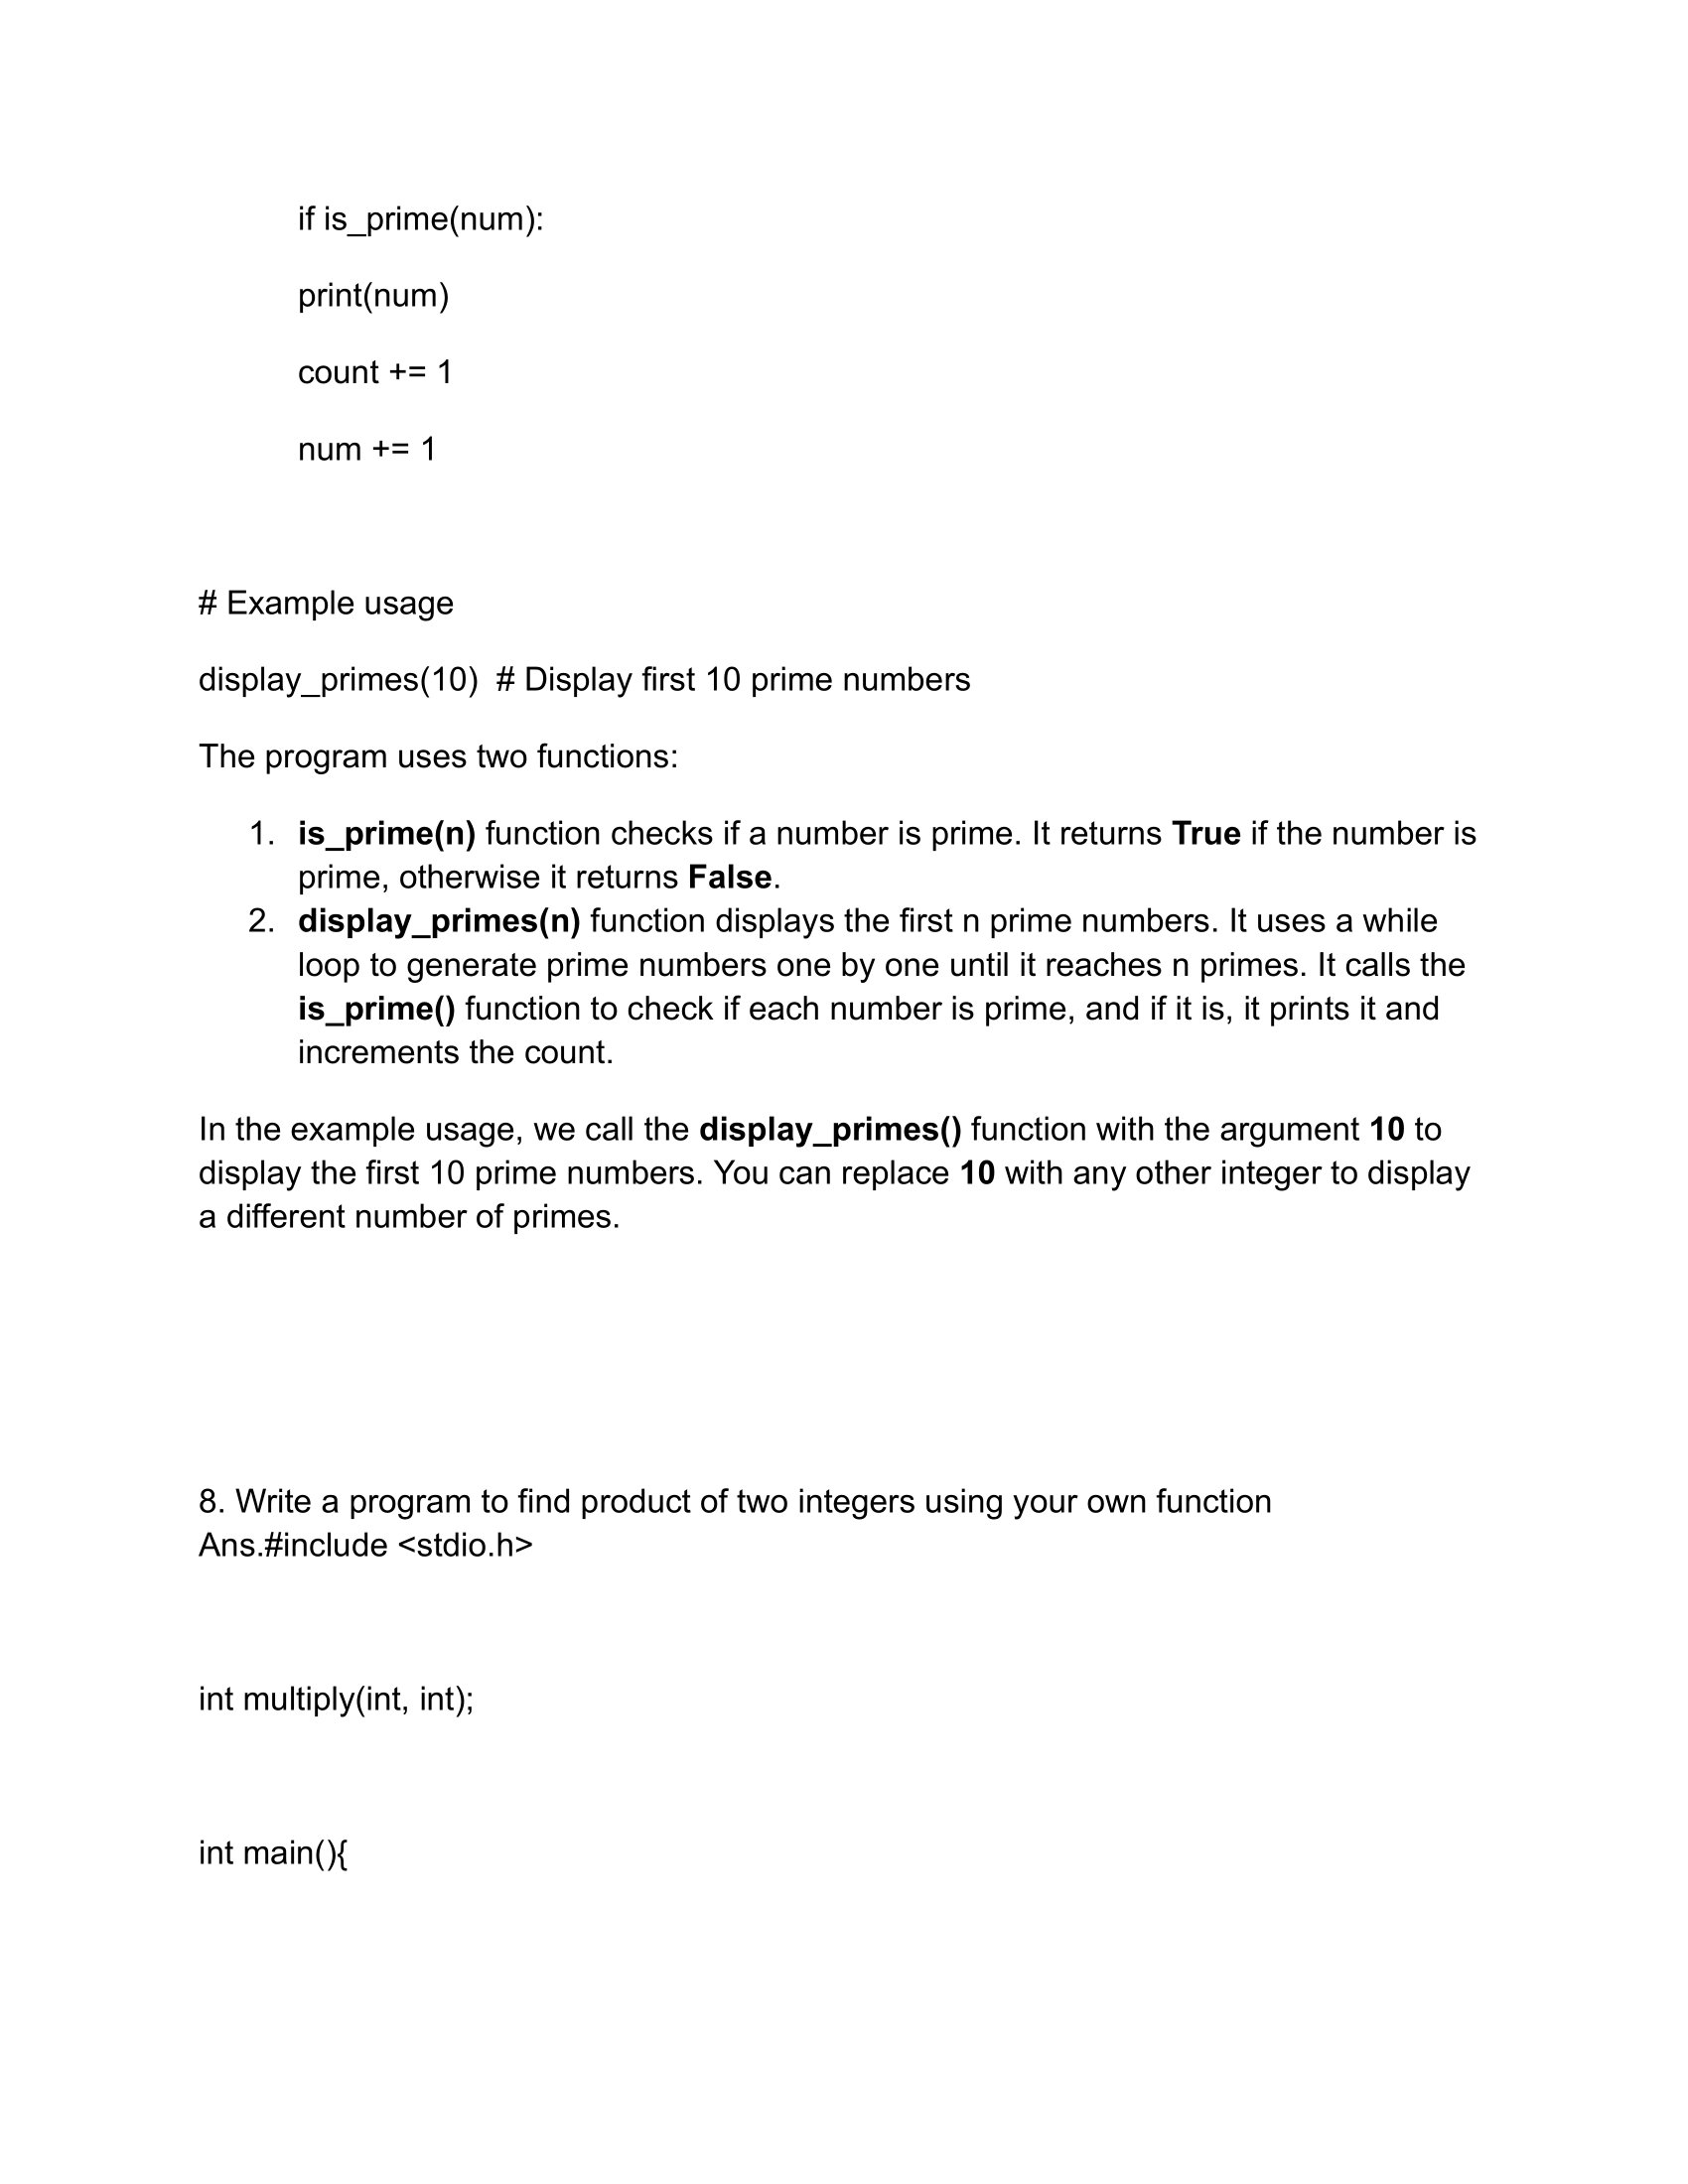 if is_prime(num):
print(num)
count += 1
num += 1
# Example usage
display_primes(10)  # Display first 10 prime numbers
The program uses two functions:
1. is_prime(n) function checks if a number is prime. It returns True if the number is
prime, otherwise it returns False.
2. display_primes(n) function displays the first n prime numbers. It uses a while
loop to generate prime numbers one by one until it reaches n primes. It calls the
is_prime() function to check if each number is prime, and if it is, it prints it and
increments the count.
In the example usage, we call the display_primes() function with the argument 10 to
display the first 10 prime numbers. You can replace 10 with any other integer to display
a different number of primes.
8. Write a program to find product of two integers using your own function
Ans.#include <stdio.h>
int multiply(int, int);
int main(){